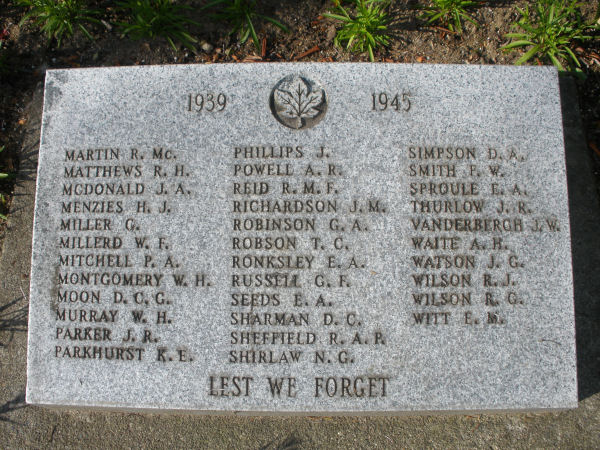 1939 1945
MARTIN R. Mc.
MATTHEWS R. H.
MCDONALD J. A.
MENZIES H. J.
MILLER G.
MILLERD W. F.
MITCHELL P. A.
MONTGOMERY W. H.
MOON D. C. G.
MURRAY W. H.
PARKER J. R.
PARKHURST K. E.
PHILLIPS J.
POWELL A. R.
REID R. M. F.
RICHARDSON J. M.
ROBINSON G. A.
ROBSON T. C.
RONKSLEY E. A.
RUSSELL G. F.
SEEDS E. A.
SHARMAN D. C.
SHEFFIELD R. A. P.
SHIRLAW N. G.
SIMPSON D. A.
SMITH F. W.
SPROULE E. A.
THURLOW J. R.
VANDERBERGH J. W.
WAITE A. H.
WATSON J. G.
WILSON R. J.
WILSON R. G.
WITT E. M.
LEST WE FORGET